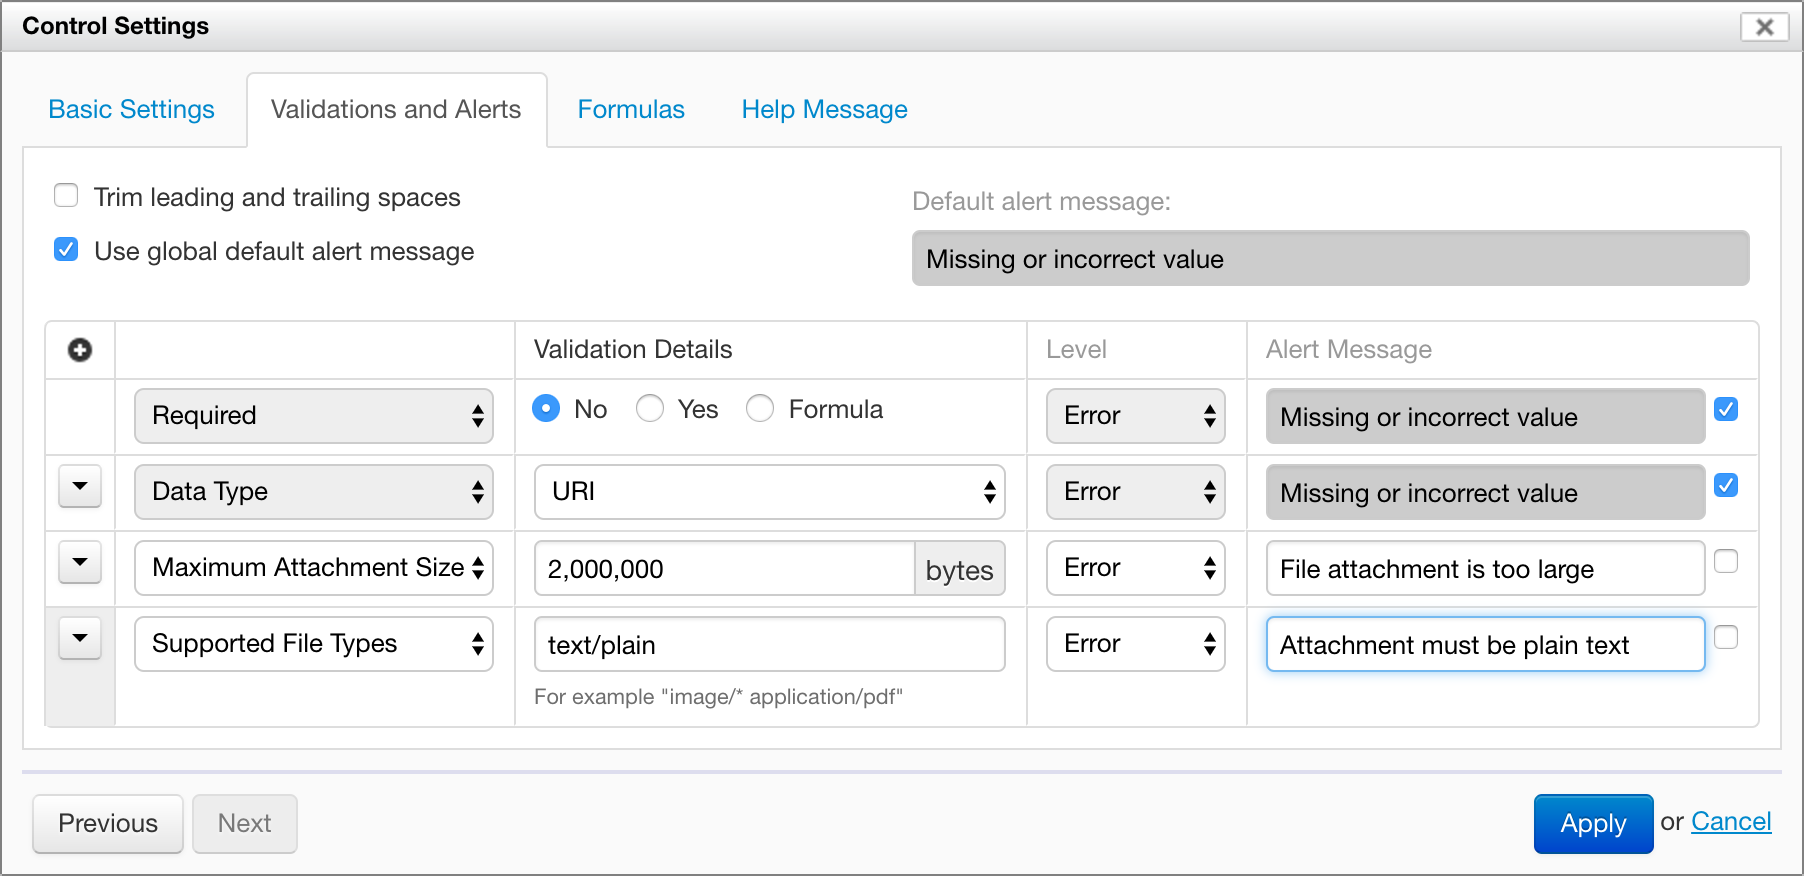 Control Settings
Basic Settings Validations and Alerts Formulas Help Message
Trim leading and trailing spaces
Default alert message:
Use global default alert message
Missing or incorrect value
Validation Details Level Alert Message
Required No Yes Formula Error Missing or incorrect value
Data Type URI Error Missing or incorrect value
Maximum Attachment Size 2,000,000 bytes Error File attachment is too large
Supported File Types text/plain Error Attachment must be plain text
For example "image/* application/pdf"
Previous Next Apply or Cancel